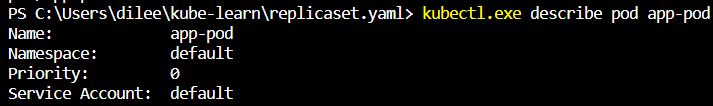 PS C:\Users\dilee\kube-learn\replicaset.yaml> kubectl.exe describe pod app-pod
Name:             app-pod
Namespace:        default
Priority:         0
Service Account:  default